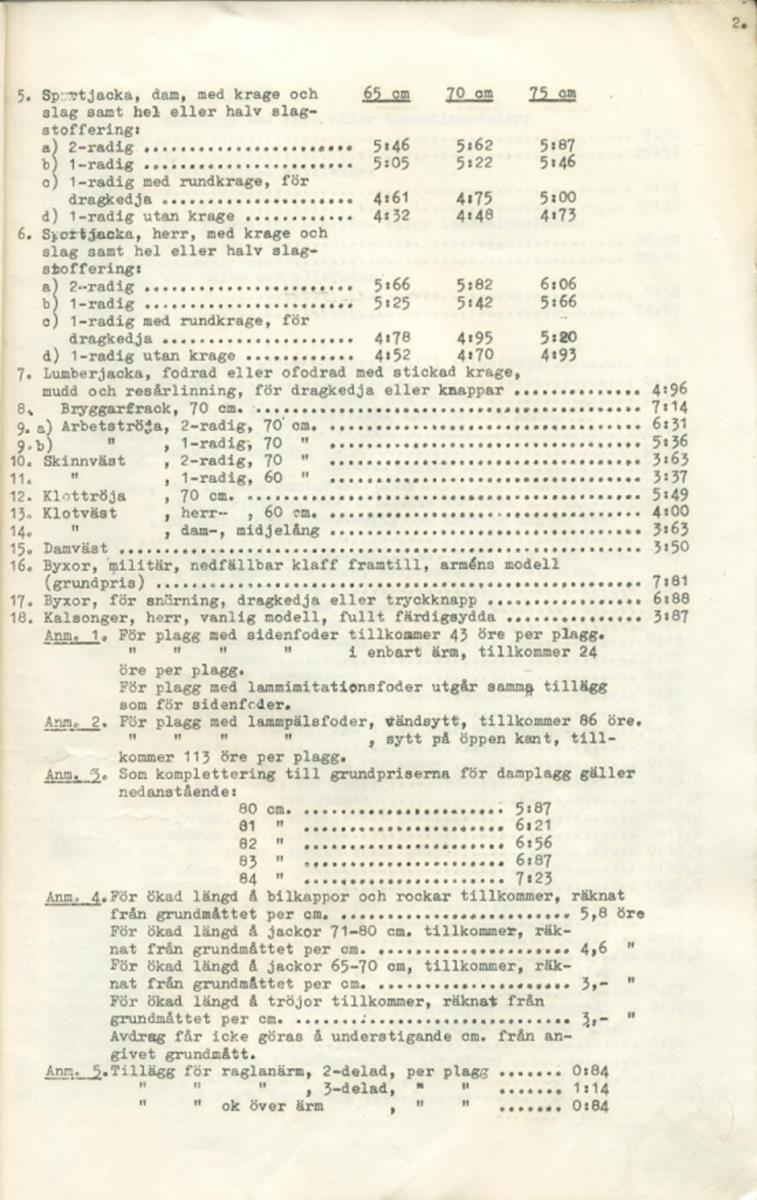 2.
5. Sportjacka, dam, med krage och 65 cm 70 cm 75 cm
slag samt hel eller halv slag-
stoffering:
a) 2-radig ....................... 5:46 5:62 5:87
b) 1-radig ....................... 5:05 5:22 5:46
c) 1-radig med rundkrage, för
dragkedja ..................... 4:61 4:75 5:00
d) 1-radig utan krage ............ 4:32 4:48 4:73
6. Sportjacka, herr, med krage och
slag samt hel eller halv slag-
stoffering:
a) 2-radig ....................... 5:66 5:82 6:06
b) 1-radig ....................... 5:25 5:42 5:66
c) 1-radig med rundkrage, för
dragkedja ..................... 4:78 4:95 5:20
d) 1-radig utan krage ............ 4:52 4:70 4:93
7. Lumberjacka, fodrad eller ofodrad med stickad krage,
mudd och resårlinning, för dragkedja eller knappar .............. 4:96
8. Bryggarfrack, 70 cm. .......................................... 7:14
9.a) Arbetströja, 2-radig, 70 cm. .................................. 6:31
9.b) " , 1-radig, 70 " .................................. 5:36
10. Skinnväst , 2-radig, 70 " .................................. 3:63
11. " , 1-radig, 60 " .................................. 3:37
12. Klottröja , 70 cm. ........................................... 5:49
13. Klotväst , herr- , 60 cm. .................................. 4:00
14. " , dam-, midjelång .................................. 3:63
15. Damväst ......................................................... 3:50
16. Byxor, militär, nedfällbar klaff framtill, arméns modell
(grundpris) ..................................................... 7:81
17. Byxor, för snörning, dragkedja eller tryckknapp ................. 6:88
18. Kalsonger, herr, vanlig modell, fullt färdigsydda ............... 3:87
Anm. 1. För plagg med sidenfoder tillkommer 43 öre per plagg.
" " " " i enbart ärm, tillkommer 24
öre per plagg.
För plagg med lammimitationsfoder utgår samma tillägg
som för sidenfoder.
Anm. 2. För plagg med lammpälsfoder, vändsytt, tillkommer 86 öre.
" " " " , sytt på öppen kant, till-
kommer 113 öre per plagg.
Anm. 3. Som komplettering till grundpriserna för damplagg gäller
nedanstående:
80 cm. ...................... 5:87
81 " ...................... 6:21
82 " ...................... 6:56
83 " ...................... 6:87
84 " ...................... 7:23
Anm. 4. För ökad längd å bilkappor och rockar tillkommer, räknat
från grundmåttet per cm. ......................... 5,8 öre
För ökad längd å jackor 71-80 cm. tillkommer, räk-
nat från grundmåttet per cm. ..................... 4,6 "
För ökad längd å jackor 65-70 cm, tillkommer, räk-
nat från grundmåttet per cm. ..................... 3,- "
För ökad längd å tröjor tillkommer, räknat från
grundmåttet per cm. .............................. 3,- "
Avdrag får icke göras å understigande cm. från an-
givet grundmått.
Anm. 5. Tillägg för raglanärm, 2-delad, per plagg ....... 0:84
" " " , 3-delad, " " ....... 1:14
" " ok över ärm , " " ....... 0:84